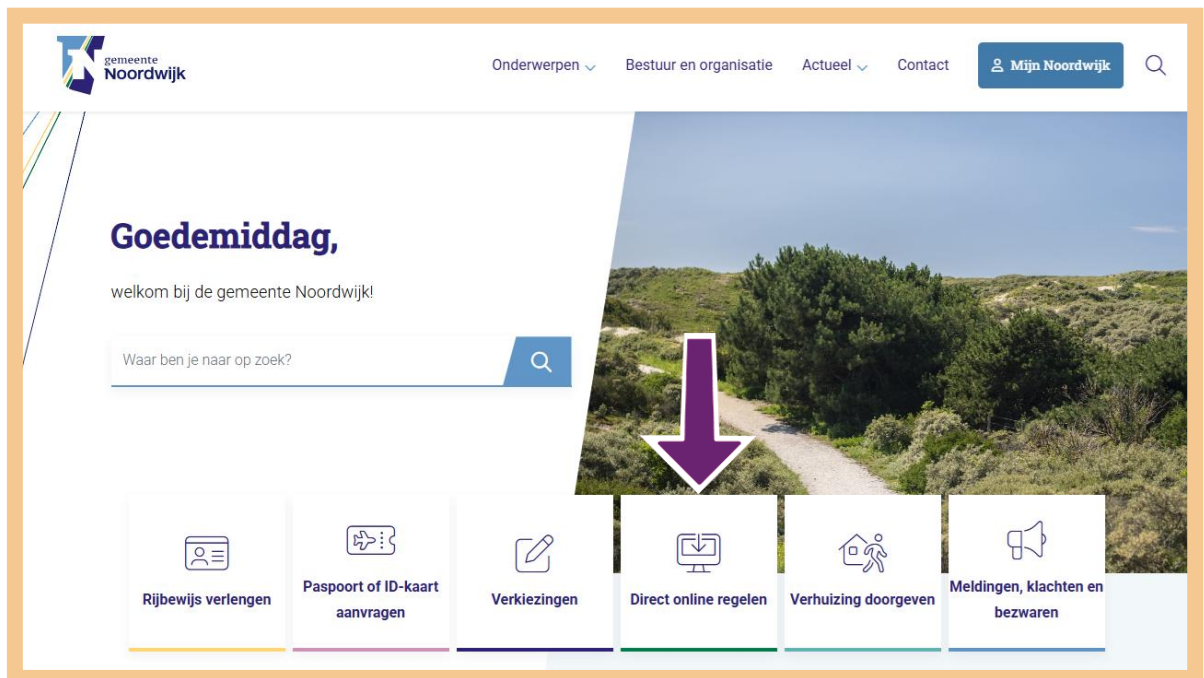 gemeente
Noordwijk
Onderwerpen
Bestuur en organisatie
Actueel
Contact
Mijn Noordwijk
Goedemiddag,
welkom bij de gemeente Noordwijk!
Waar ben je naar op zoek?
Rijbewijs verlengen
Paspoort of ID-kaart
aanvragen
Verkiezingen
Direct online regelen
Verhuizing doorgeven
Meldingen, klachten en
bezwaren